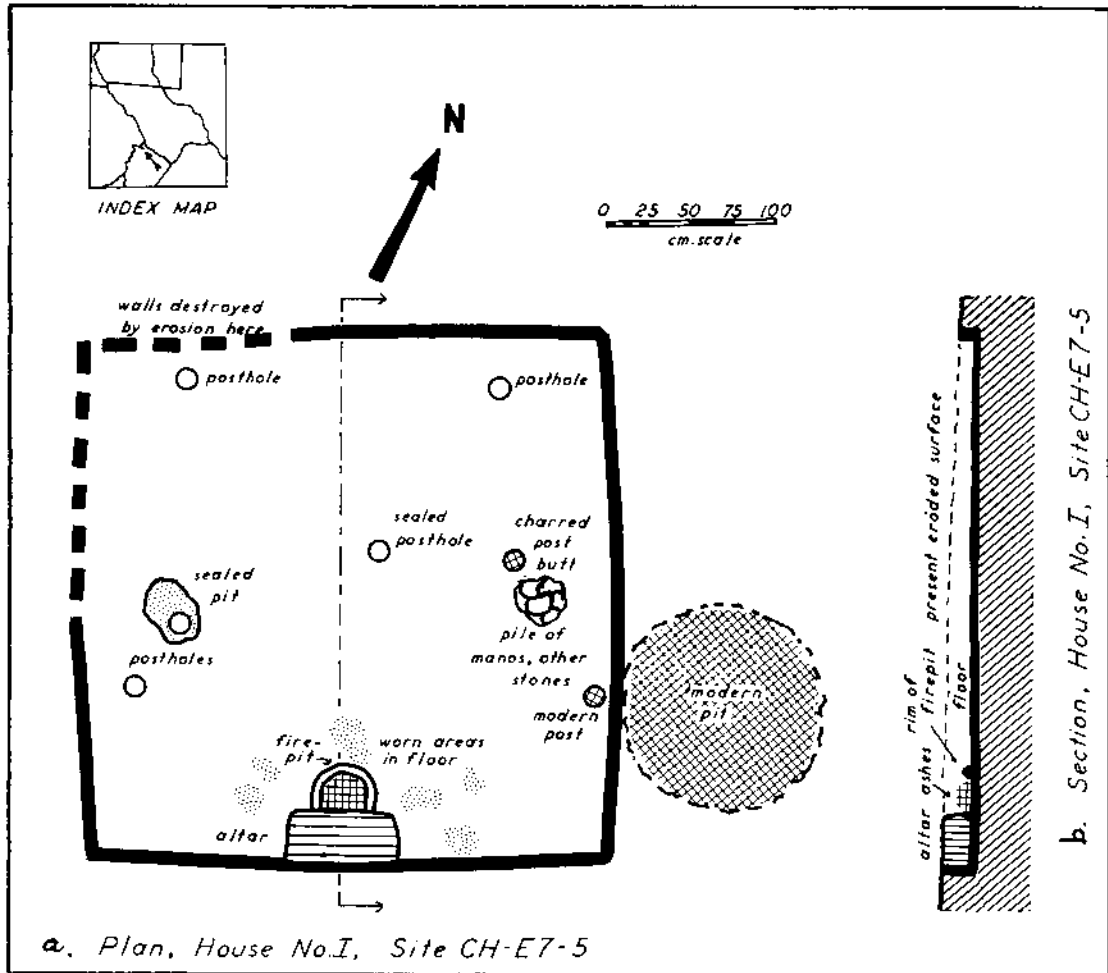 INDEX MAP
N
0 25 50 75 100
cm. scale
walls destroyed
by erosion here
posthole
posthole
sealed
posthole
charred
post
butt
sealed
pit
postholes
pile of
manos, other
stones
modern
post
modern
pit
fire-
pit
worn areas
in floor
altar
a. Plan, House No. I, Site CH-E7-5
altar
ashes
rim of
firepit
floor
present eroded surface
b. Section, House No. I, Site CH-E7-5